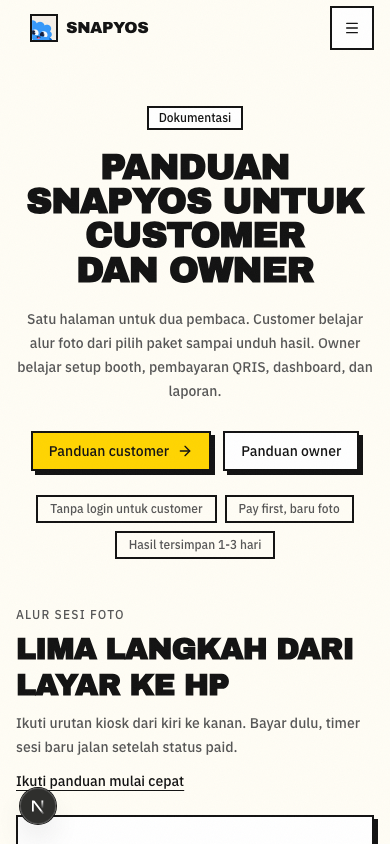 SNAPYOS
Dokumentasi
PANDUAN
SNAPYOS UNTUK
CUSTOMER
DAN OWNER
Satu halaman untuk dua pembaca. Customer belajar
alur foto dari pilih paket sampai unduh hasil. Owner
belajar setup booth, pembayaran QRIS, dashboard, dan
laporan.
Panduan customer →
Panduan owner
Tanpa login untuk customer
Pay first, baru foto
Hasil tersimpan 1-3 hari
ALUR SESI FOTO
LIMA LANGKAH DARI
LAYAR KE HP
Ikuti urutan kiosk dari kiri ke kanan. Bayar dulu, timer
sesi baru jalan setelah status paid.
Ikuti panduan mulai cepat
N